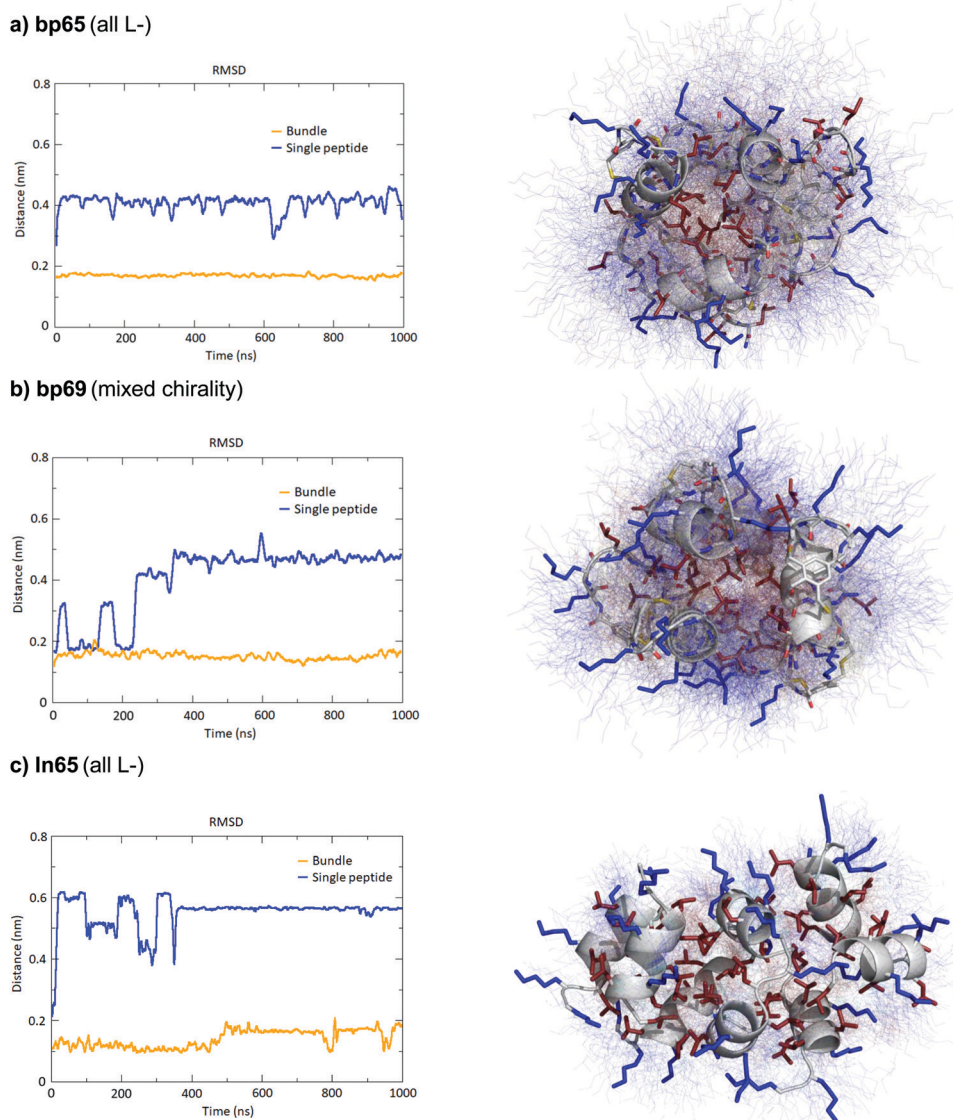 a) bp65 (all L-)
RMSD
0.8
Bundle
Single peptide
0.6
Distance (nm)
0.4
0.2
0
0 200 400 600 800 1000
Time (ns)
b) bp69 (mixed chirality)
RMSD
0.8
Bundle
Single peptide
0.6
Distance (nm)
0.4
0.2
0
0 200 400 600 800 1000
Time (ns)
c) ln65 (all L-)
RMSD
0.8
Bundle
Single peptide
0.6
Distance (nm)
0.4
0.2
0
0 200 400 600 800 1000
Time (ns)